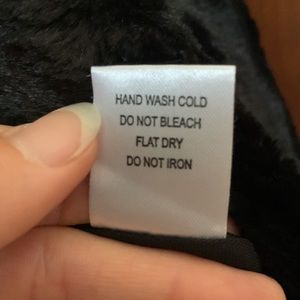 HAND WASH COLD
DO NOT BLEACH
FLAT DRY
DO NOT IRON